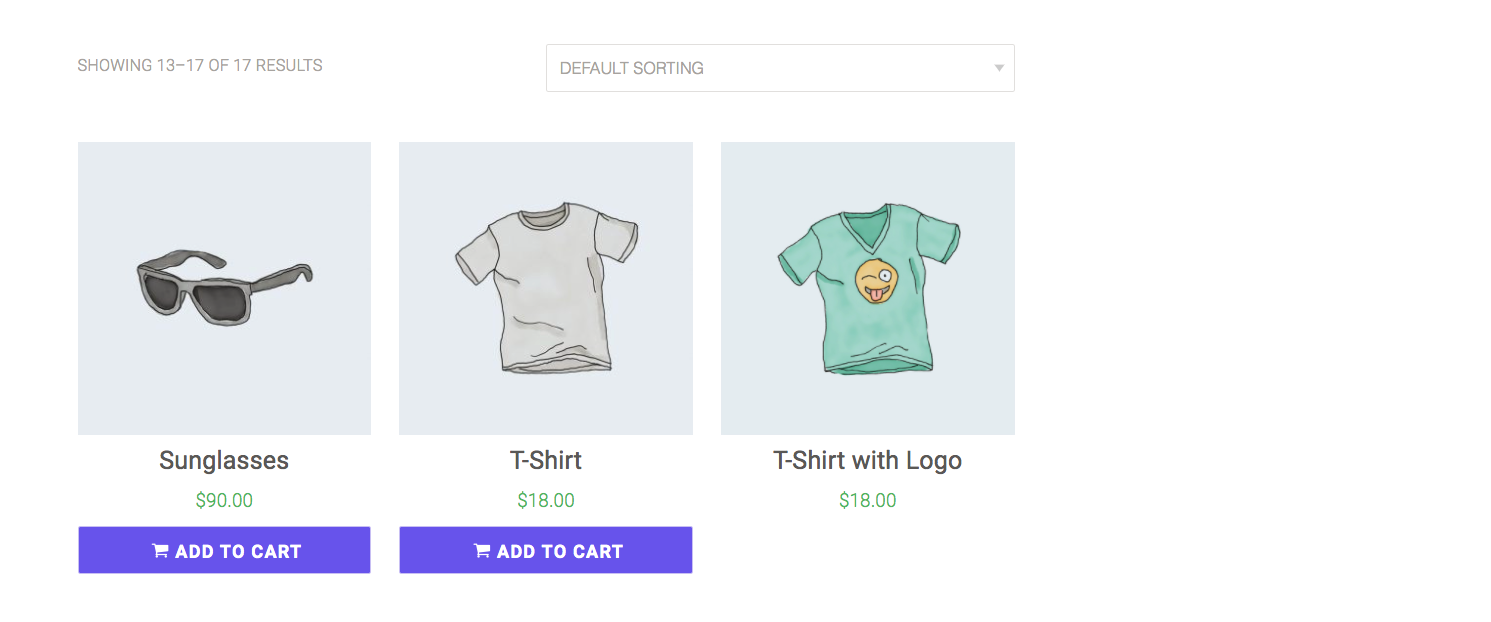 SHOWING 13–17 OF 17 RESULTS
DEFAULT SORTING
Sunglasses
$90.00
ADD TO CART
T-Shirt
$18.00
ADD TO CART
T-Shirt with Logo
$18.00